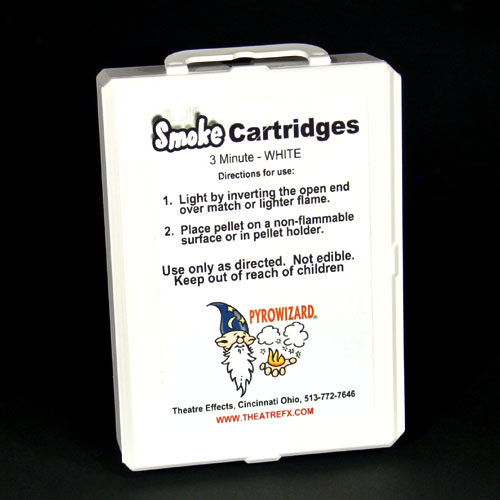 Smoke Cartridges
3 Minute - WHITE
Directions for use:
1. Light by inverting the open end
over match or lighter flame.
2. Place pellet on a non-flammable
surface or in pellet holder.
Use only as directed. Not edible.
Keep out of reach of children
PYROWIZARD®
Theatre Effects, Cincinnati Ohio, 513-772-7646
WWW.THEATREFX.COM